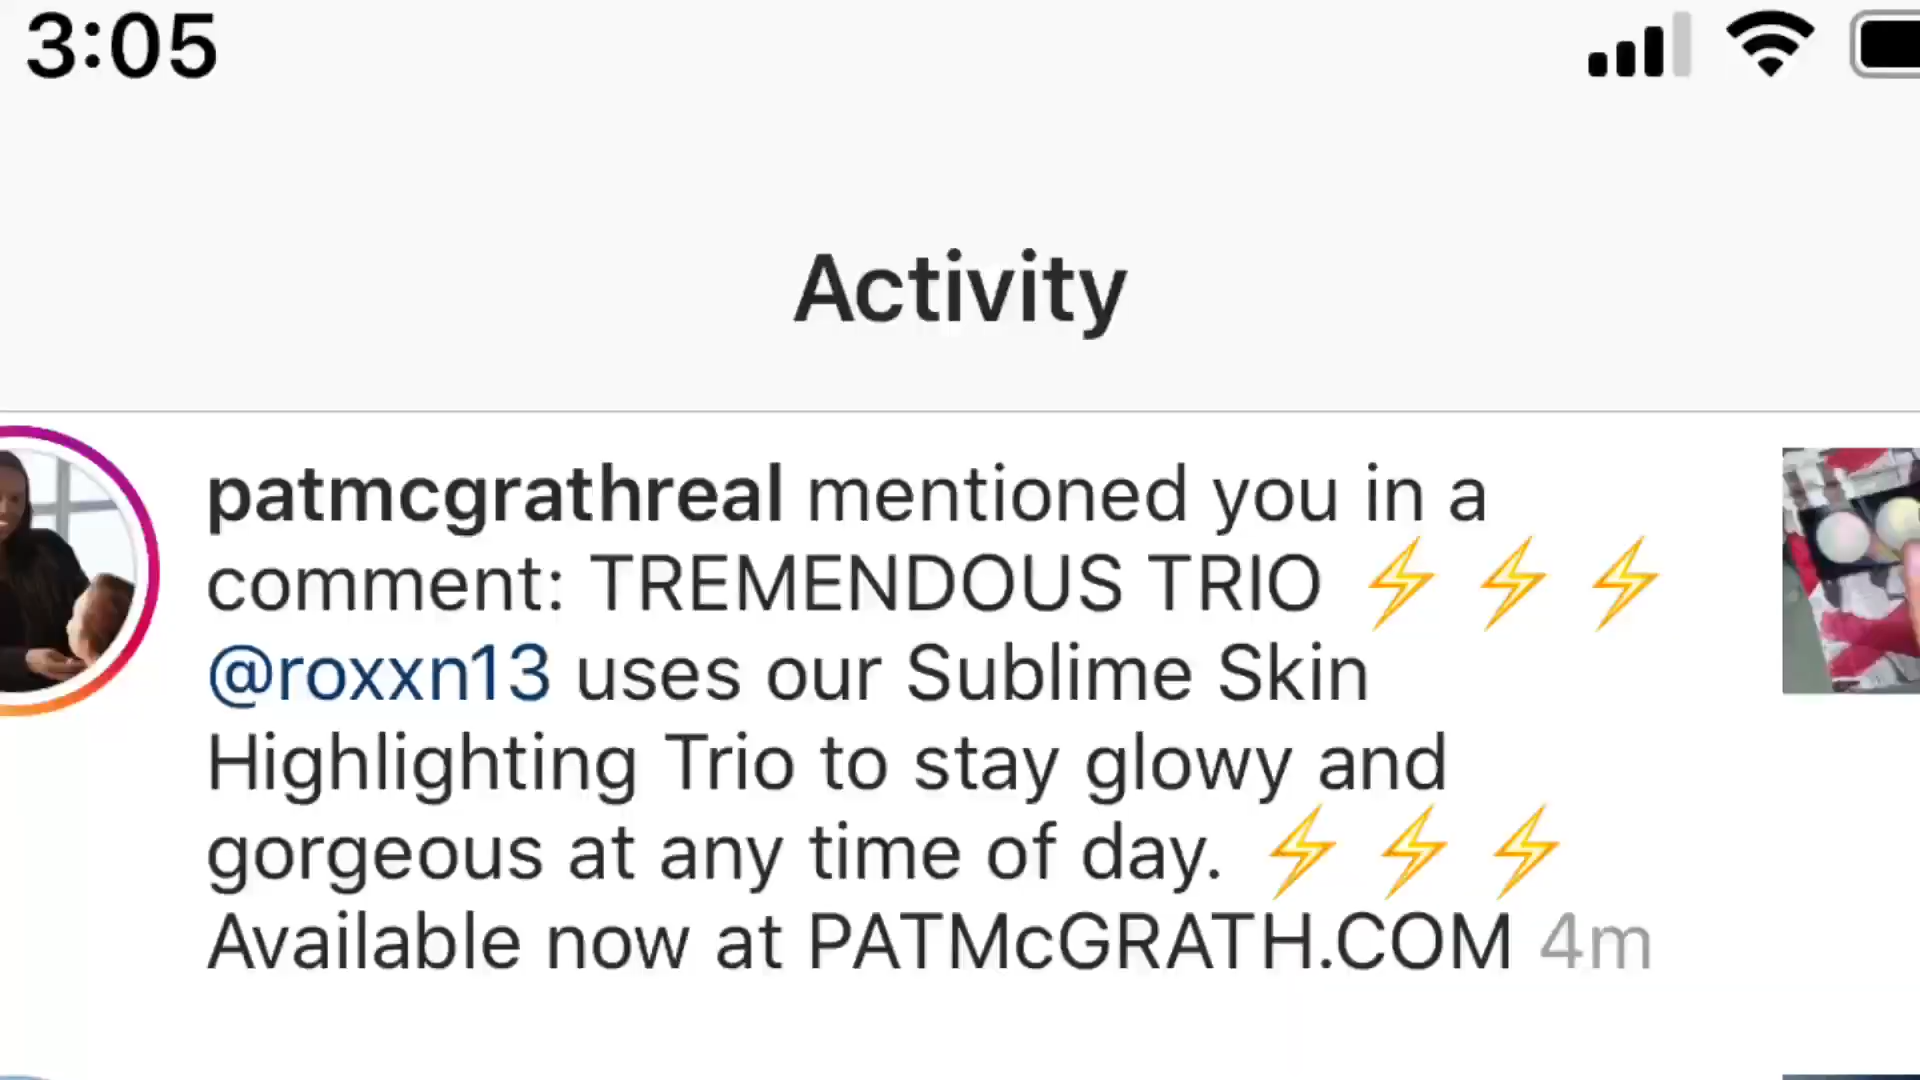 3:05
Activity
patmcgrathreal mentioned you in a
comment: TREMENDOUS TRIO ⚡ ⚡ ⚡
@roxxn13 uses our Sublime Skin
Highlighting Trio to stay glowy and
gorgeous at any time of day. ⚡ ⚡ ⚡
Available now at PATMcGRATH.COM 4m